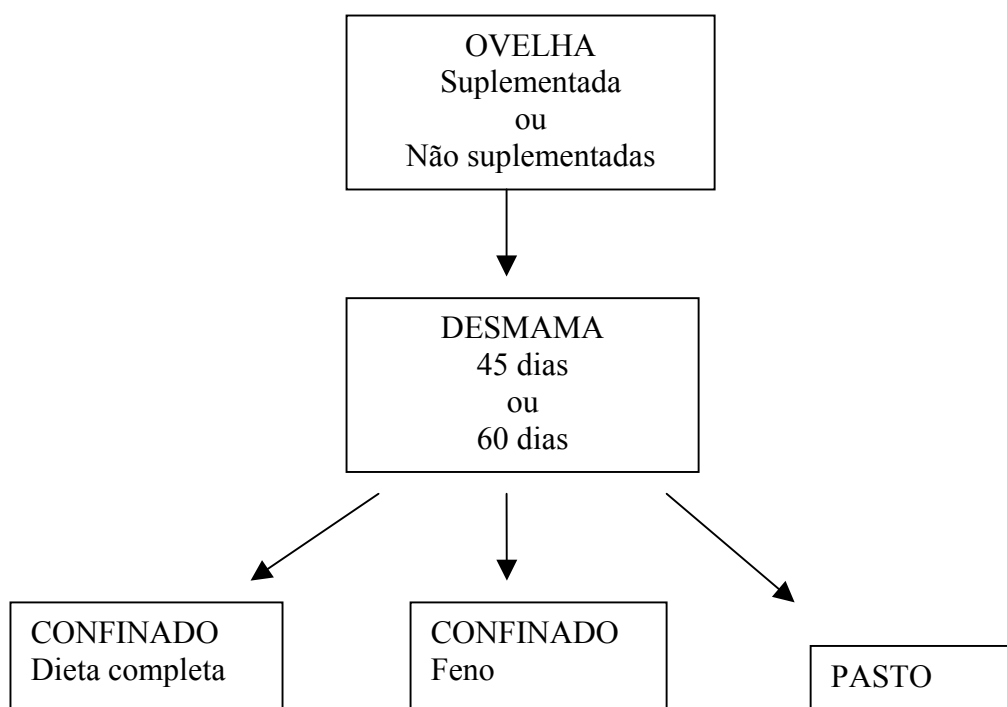 OVELHA
Suplementada
ou
Não suplementadas
DESMAMA
45 dias
ou
60 dias
CONFINADO
Dieta completa
CONFINADO
Feno
PASTO